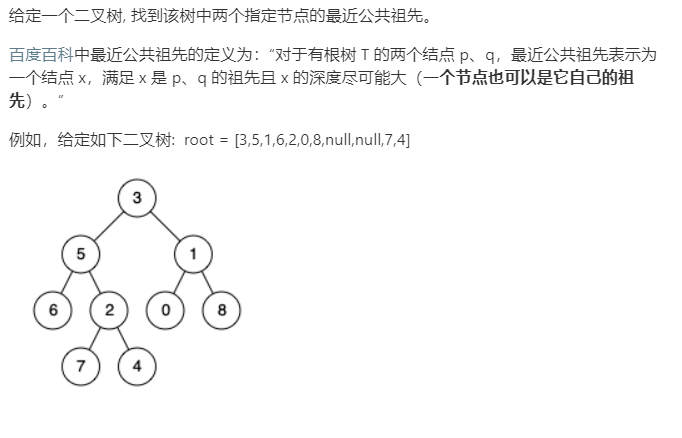 给定一个二叉树, 找到该树中两个指定节点的最近公共祖先。
百度百科中最近公共祖先的定义为：“对于有根树 T 的两个结点 p、q，最近公共祖先表示为
一个结点 x，满足 x 是 p、q 的祖先且 x 的深度尽可能大（一个节点也可以是它自己的祖
先）。”
例如，给定如下二叉树:  root = [3,5,1,6,2,0,8,null,null,7,4]
3
5 1
6 2 0 8
7 4